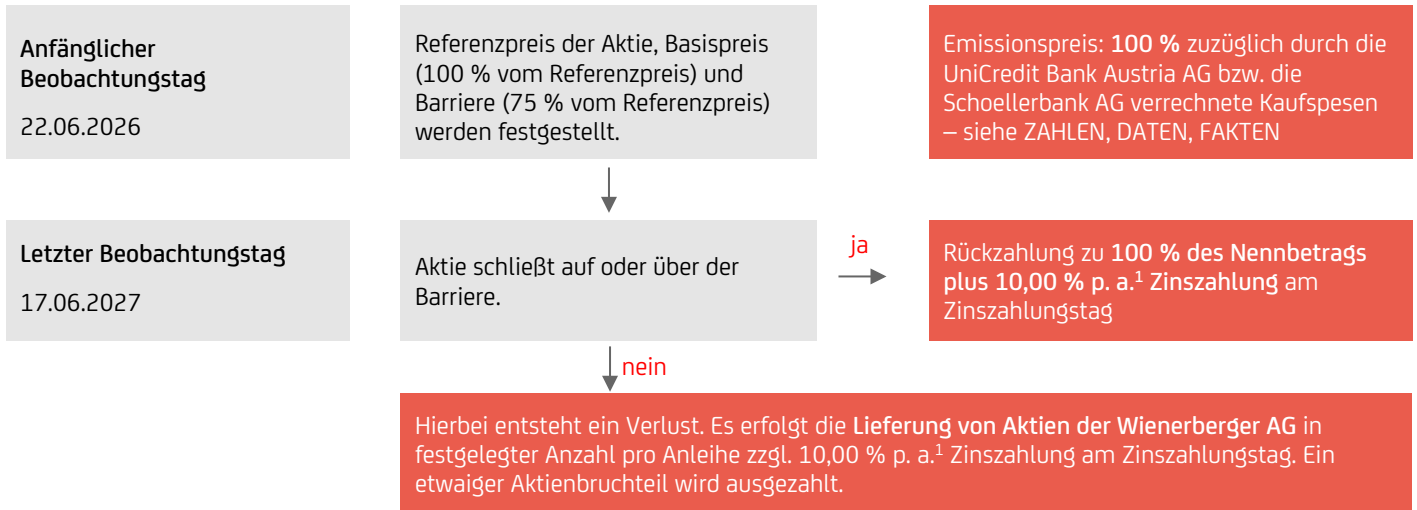 Anfänglicher
Beobachtungstag
22.06.2026
Referenzpreis der Aktie, Basispreis
(100 % vom Referenzpreis) und
Barriere (75 % vom Referenzpreis)
werden festgestellt.
Emissionspreis: 100 % zuzüglich durch die
UniCredit Bank Austria AG bzw. die
Schoellerbank AG verrechnete Kaufspesen
– siehe ZAHLEN, DATEN, FAKTEN
Letzter Beobachtungstag
17.06.2027
Aktie schließt auf oder über der
Barriere.
ja
Rückzahlung zu 100 % des Nennbetrags
plus 10,00 % p. a.¹ Zinszahlung am
Zinszahlungstag
nein
Hierbei entsteht ein Verlust. Es erfolgt die Lieferung von Aktien der Wienerberger AG in
festgelegter Anzahl pro Anleihe zzgl. 10,00 % p. a.¹ Zinszahlung am Zinszahlungstag. Ein
etwaiger Aktienbruchteil wird ausgezahlt.